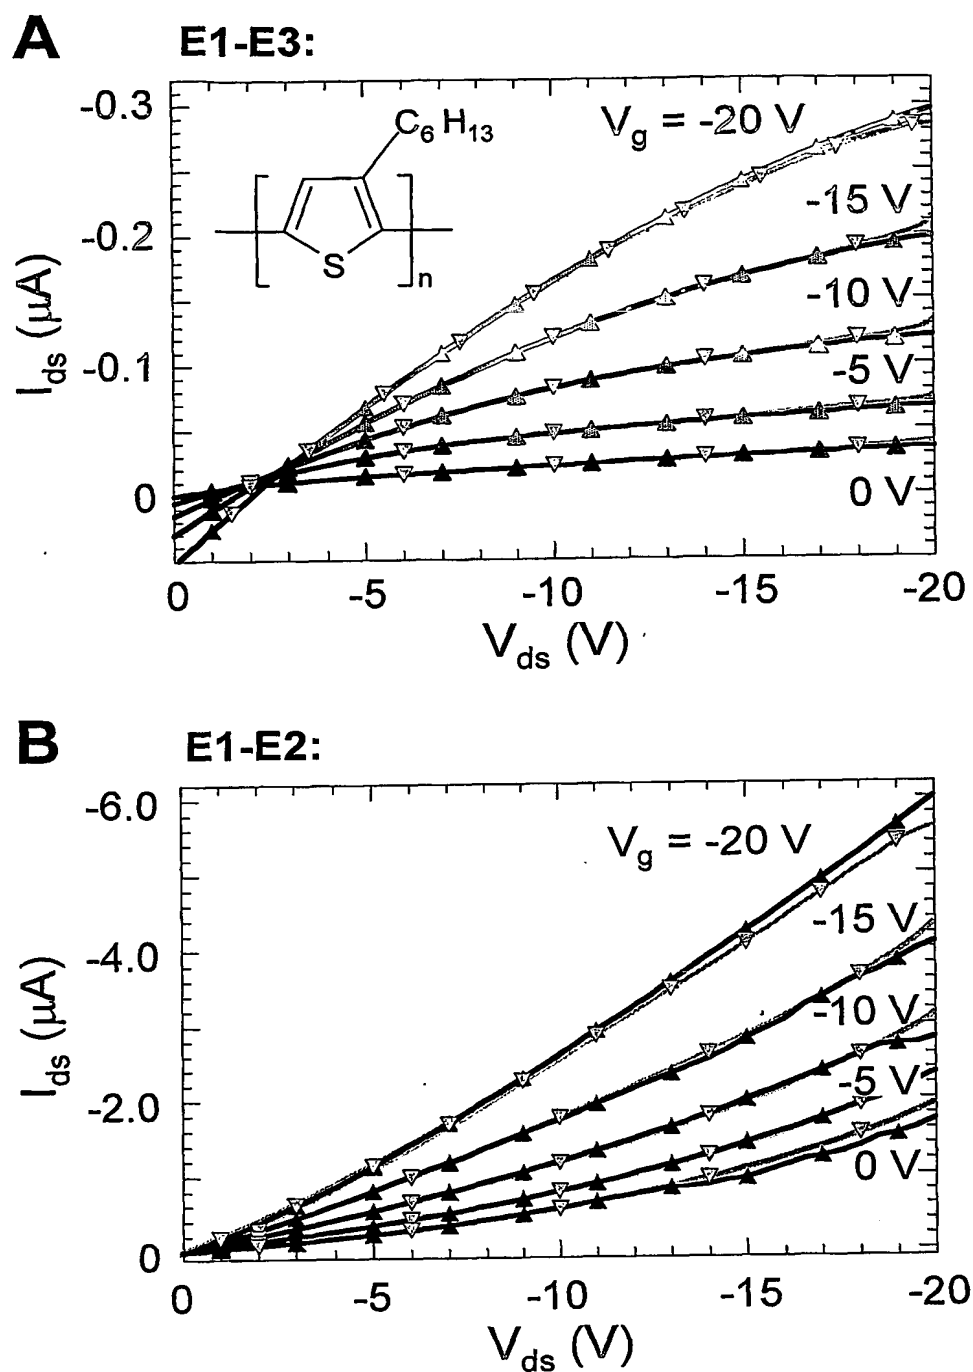 A E1-E3:
-0.3
C6H13
Vg = -20 V
-15 V
-0.2
S
n
-10 V
Ids (μA)
-0.1
-5 V
0
0 V
0 -5 -10 -15 -20
Vds (V)
B E1-E2:
-6.0
Vg = -20 V
-15 V
-4.0
-10 V
Ids (μA)
-2.0
-5 V
0 V
0
0 -5 -10 -15 -20
Vds (V)